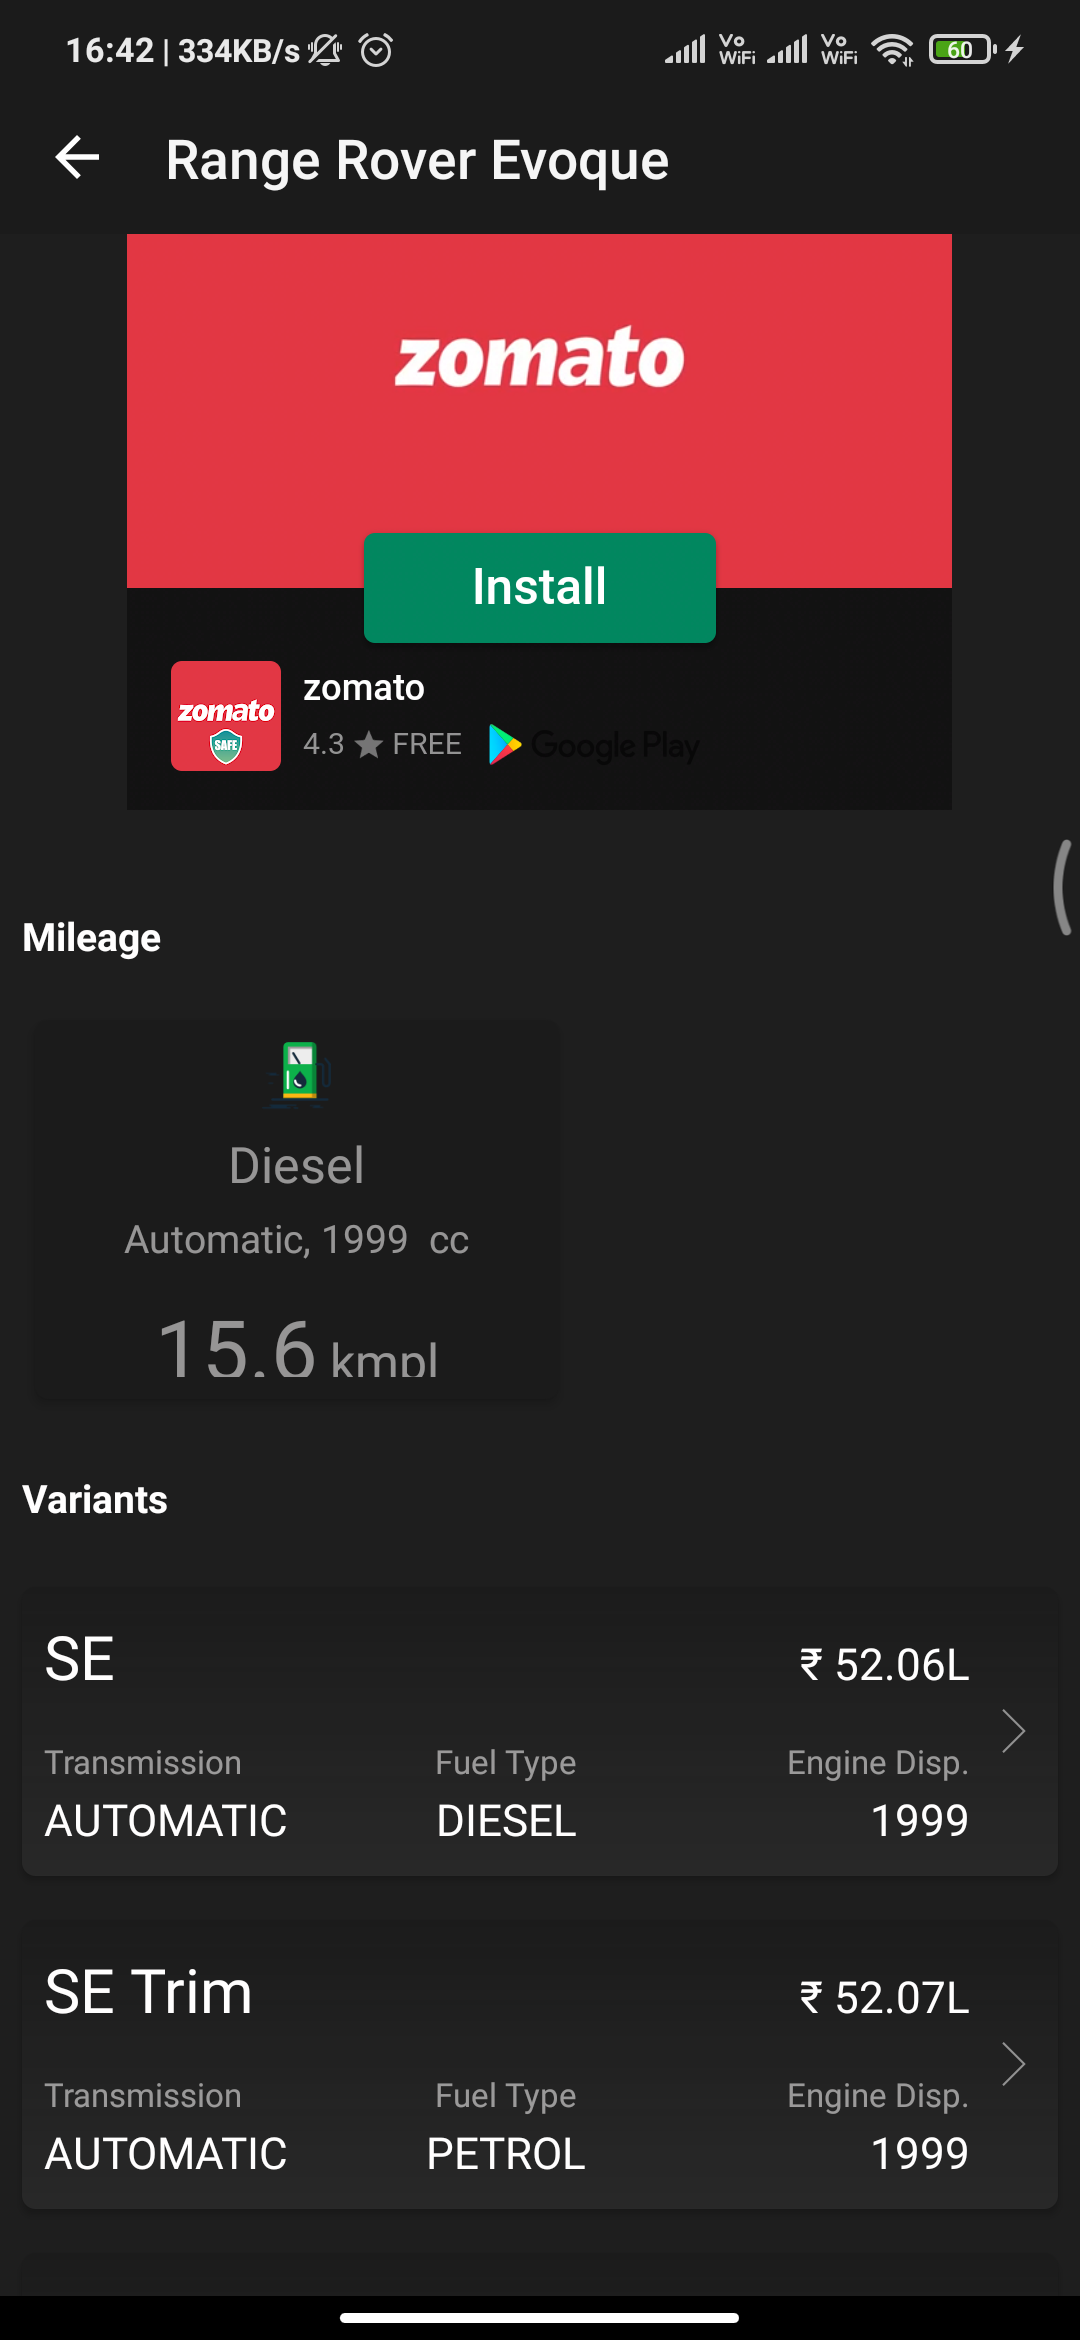 16:42 | 334KB/s Vo WiFi Vo WiFi 60
Range Rover Evoque
zomato
Install
zomato
zomato
SAFE
4.3 ★ FREE Google Play
Mileage
Diesel
Automatic, 1999 cc
15.6 kmpl
Variants
SE ₹ 52.06L
Transmission Fuel Type Engine Disp.
AUTOMATIC DIESEL 1999
SE Trim ₹ 52.07L
Transmission Fuel Type Engine Disp.
AUTOMATIC PETROL 1999